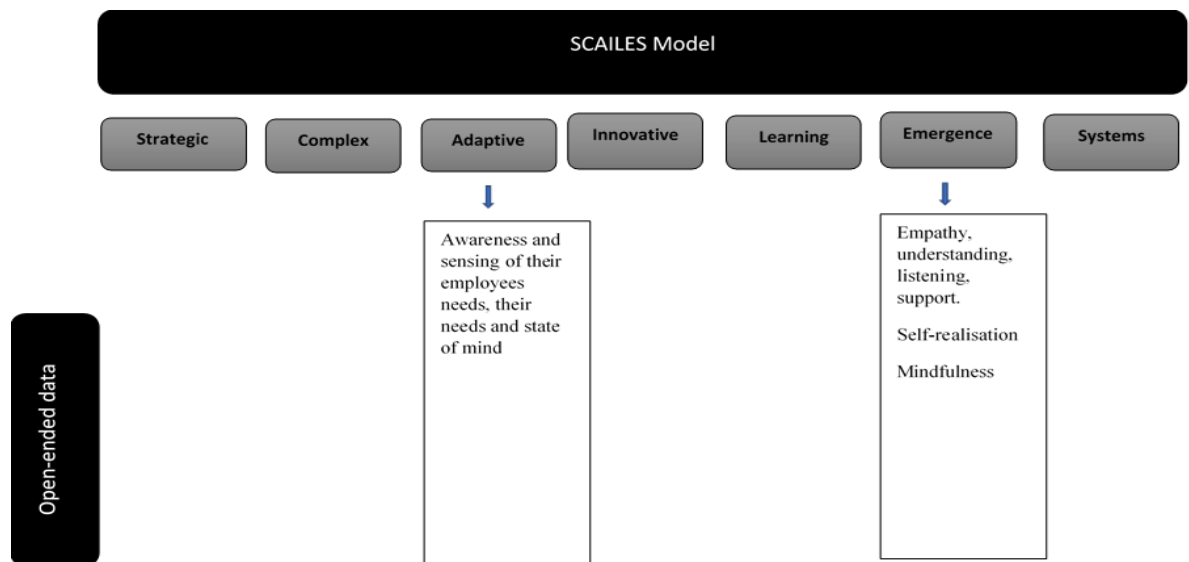 SCAILES Model
Strategic
Complex
Adaptive
Innovative
Learning
Emergence
Systems
Awareness and
sensing of their
employees
needs, their
needs and state
of mind
Empathy,
understanding,
listening,
support.
Self-realisation
Mindfulness
Open-ended data